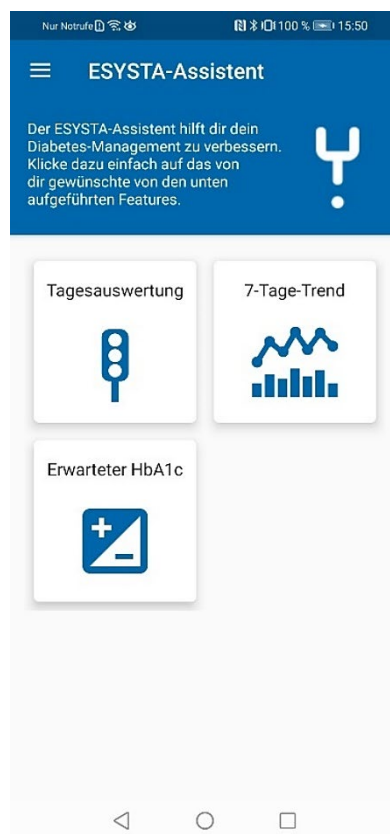 Nur Notrufe 100 % 15:50
ESYSTA-Assistent
Der ESYSTA-Assistent hilft dir dein
Diabetes-Management zu verbessern.
Klicke dazu einfach auf das von
dir gewünschte von den unten
aufgeführten Features.
Tagesauswertung
7-Tage-Trend
Erwarteter HbA1c